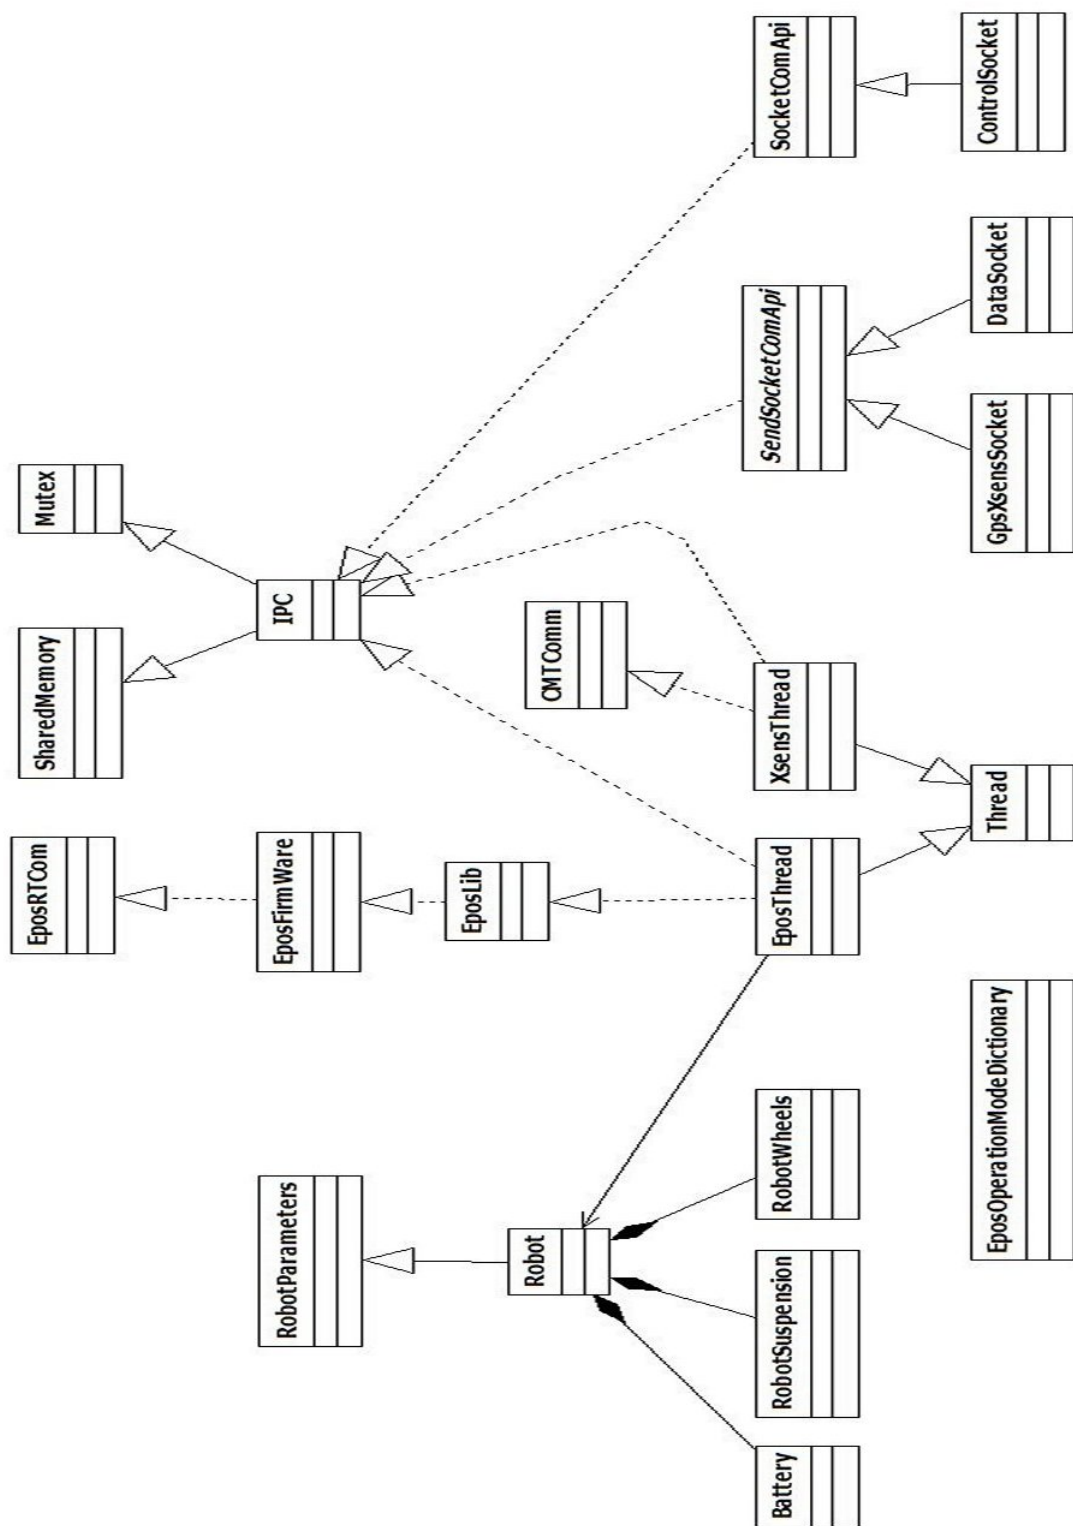 EposRTCom
SharedMemory
Mutex
RobotParameters
EposFirmWare
IPC
EposLib
Robot
CMTComm
SendSocketComApi
SocketComApi
Battery
RobotSuspension
RobotWheels
EposThread
XsensThread
EposOperationModeDictionary
Thread
GpsXsensSocket
DataSocket
ControlSocket